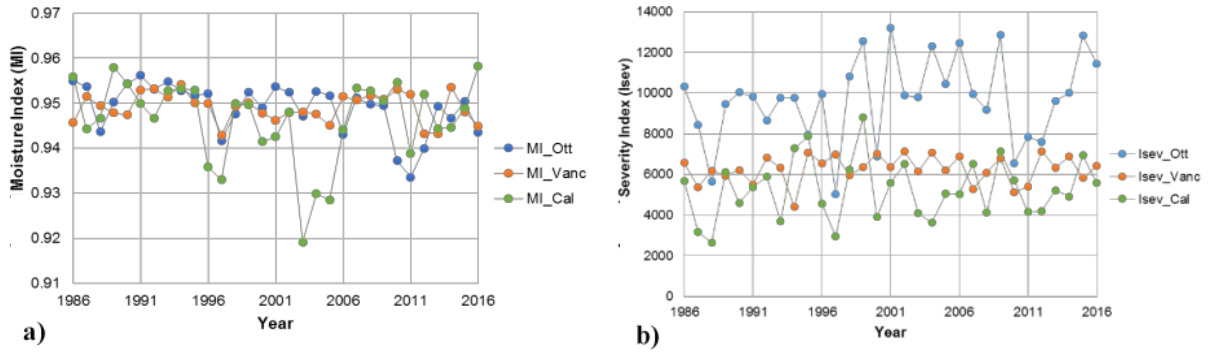 0.97
0.96
0.95
0.94
0.93
0.92
0.91
Moisture Index (MI)
1986 1991 1996 2001 2006 2011 2016
Year
MI_Ott
MI_Vanc
MI_Cal
a)
14000
12000
10000
8000
6000
4000
2000
0
Severity Index (Isev)
1986 1991 1996 2001 2006 2011 2016
Year
Isev_Ott
Isev_Vanc
Isev_Cal
b)